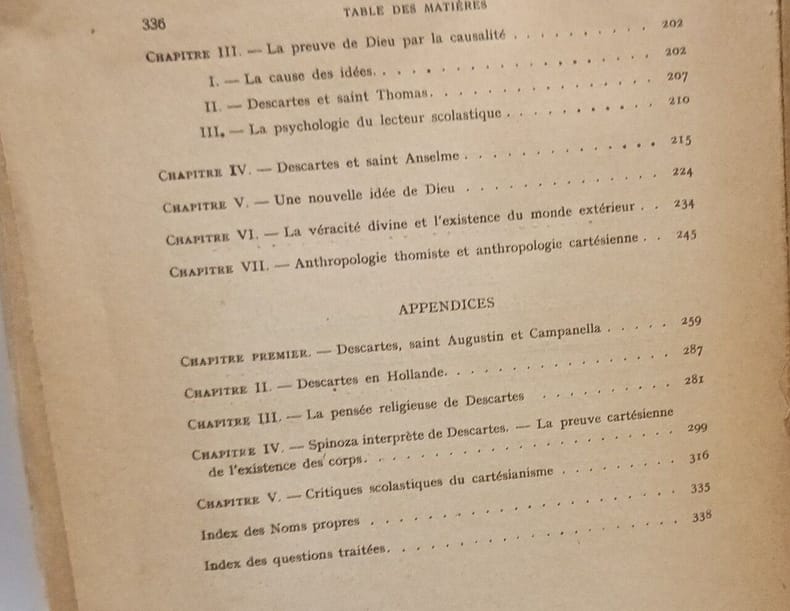 336 TABLE DES MATIÈRES
CHAPITRE III. — La preuve de Dieu par la causalité . . . . . . . . . . 202
I. — La cause des idées. . . . . . . . . . . . . . . . . . . 202
II. — Descartes et saint Thomas. . . . . . . . . . . . . . . 207
III. — La psychologie du lecteur scolastique . . . . . . . . . . . 210
CHAPITRE IV. — Descartes et saint Anselme . . . . . . . . . . . . . . 215
CHAPITRE V. — Une nouvelle idée de Dieu . . . . . . . . . . . . . . 224
CHAPITRE VI. — La véracité divine et l'existence du monde extérieur . . 234
CHAPITRE VII. — Anthropologie thomiste et anthropologie cartésienne . . 245
APPENDICES
CHAPITRE PREMIER. — Descartes, saint Augustin et Campanella . . . . . 259
CHAPITRE II. — Descartes en Hollande. . . . . . . . . . . . . . . . 287
CHAPITRE III. — La pensée religieuse de Descartes . . . . . . . . . . 281
CHAPITRE IV. — Spinoza interprète de Descartes. — La preuve cartésienne
de l'existence des corps. . . . . . . . . . . . . . . . . . . . . 299
CHAPITRE V. — Critiques scolastiques du cartésianisme . . . . . . . . 316
Index des Noms propres . . . . . . . . . . . . . . . . . . . . . 335
Index des questions traitées. . . . . . . . . . . . . . . . . . . . 338